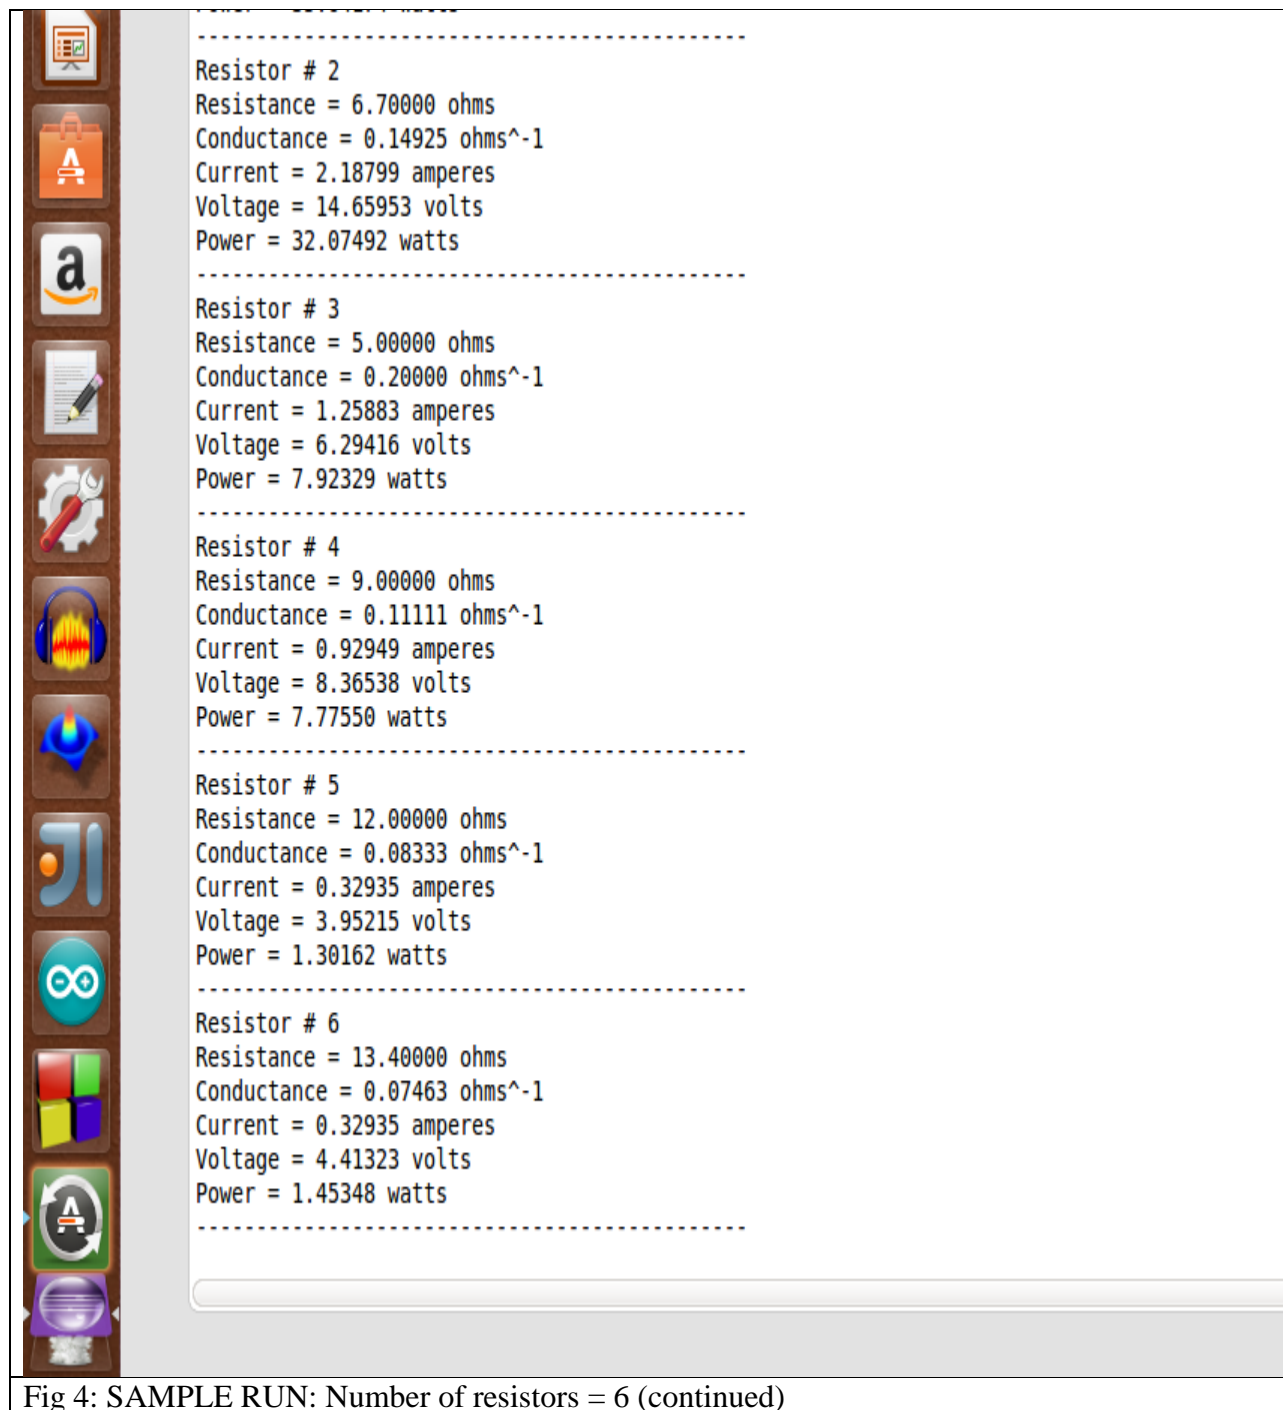 ---------------------------------------------
Resistor # 2
Resistance = 6.70000 ohms
Conductance = 0.14925 ohms^-1
Current = 2.18799 amperes
Voltage = 14.65953 volts
Power = 32.07492 watts
---------------------------------------------
Resistor # 3
Resistance = 5.00000 ohms
Conductance = 0.20000 ohms^-1
Current = 1.25883 amperes
Voltage = 6.29416 volts
Power = 7.92329 watts
---------------------------------------------
Resistor # 4
Resistance = 9.00000 ohms
Conductance = 0.11111 ohms^-1
Current = 0.92949 amperes
Voltage = 8.36538 volts
Power = 7.77550 watts
---------------------------------------------
Resistor # 5
Resistance = 12.00000 ohms
Conductance = 0.08333 ohms^-1
Current = 0.32935 amperes
Voltage = 3.95215 volts
Power = 1.30162 watts
---------------------------------------------
Resistor # 6
Resistance = 13.40000 ohms
Conductance = 0.07463 ohms^-1
Current = 0.32935 amperes
Voltage = 4.41323 volts
Power = 1.45348 watts
---------------------------------------------
Fig 4: SAMPLE RUN: Number of resistors = 6 (continued)